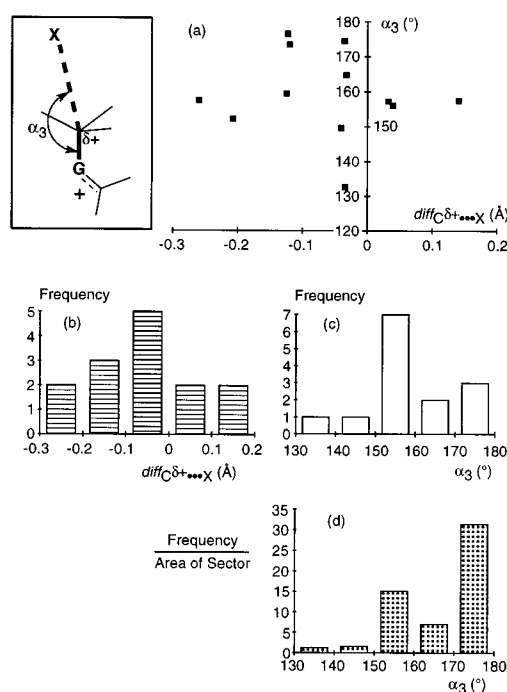 X
α₃
δ+
G
+
(a)
α₃ (°)
180
170
160
150
140
130
120
diffCδ+•••X (Å)
-0.3 -0.2 -0.1 0 0.1 0.2
Frequency
(b)
5
4
3
2
1
0
-0.3 -0.2 -0.1 0 0.1 0.2
diffCδ+•••X (Å)
Frequency
(c)
7
6
5
4
3
2
1
0
130 140 150 160 170 180
α₃ (°)
Frequency
Area of Sector
(d)
35
30
25
20
15
10
5
0
130 140 150 160 170 180
α₃ (°)